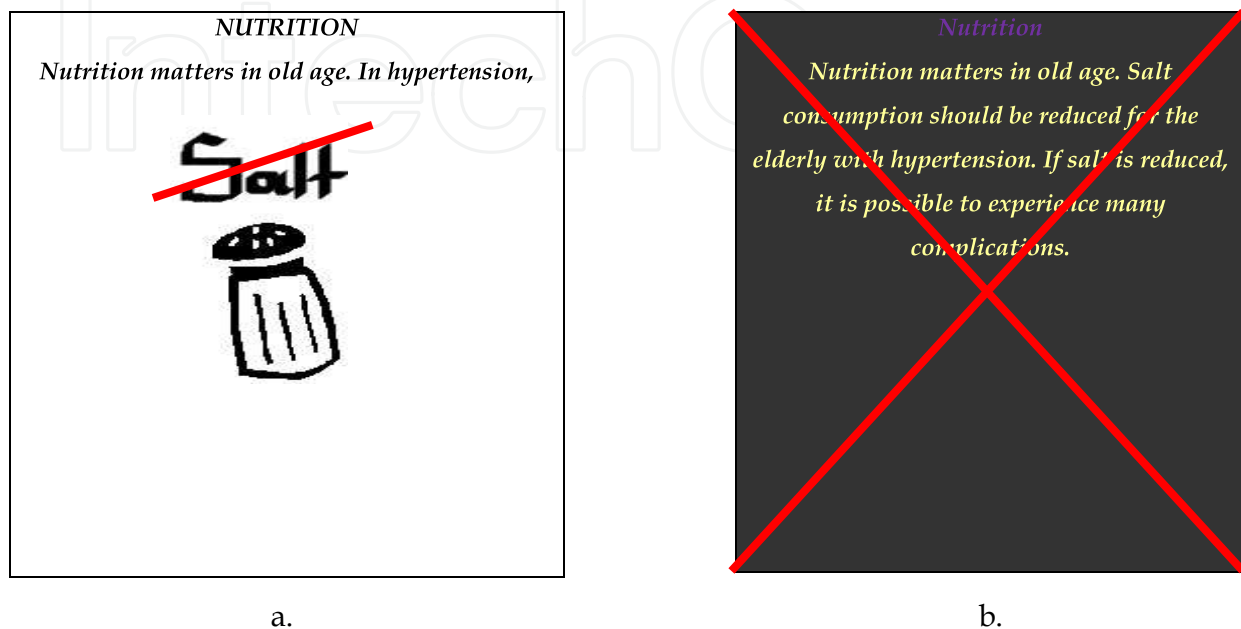 NUTRITION
Nutrition matters in old age. In hypertension,
Salt
a.
Nutrition
Nutrition matters in old age. Salt
consumption should be reduced for the
elderly with hypertension. If salt is reduced,
it is possible to experience many
complications.
b.